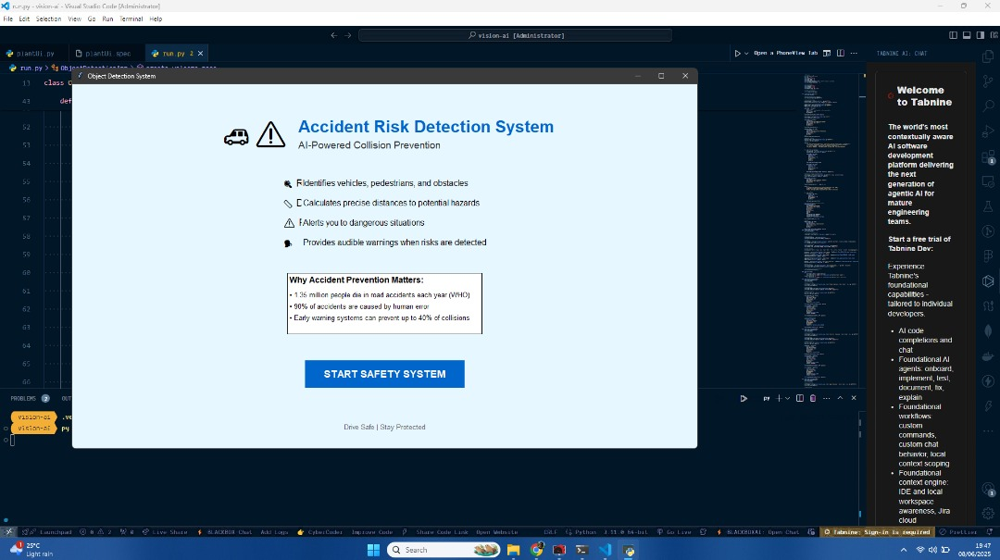 run.py - vision-ai - Visual Studio Code [Administrator]
File Edit Selection View Go Run Terminal Help
vision-ai [Administrator]
plantUi.py
plantUi.spec
run.py 2
Open a PhoneView Tab
TABNINE AI: CHAT
run.py >
13 class
43 def
52
53
54
55
56
57
58
59
60
61
62
63
64
65
66
Object Detection System
Accident Risk Detection System
AI-Powered Collision Prevention
Identifies vehicles, pedestrians, and obstacles
Calculates precise distances to potential hazards
Alerts you to dangerous situations
Provides audible warnings when risks are detected
Why Accident Prevention Matters:
• 1.35 million people die in road accidents each year (WHO)
• 90% of accidents are caused by human error
• Early warning systems can prevent up to 40% of collisions
START SAFETY SYSTEM
Drive Safe | Stay Protected
Welcome
to Tabnine
The world's most
contextually aware
AI software
development
platform delivering
the next
generation of
agentic AI for
mature
engineering
teams.
Start a free trial of
Tabnine Dev:
Experience
Tabnine's
foundational
capabilities -
tailored to individual
developers.
• AI code
completions and
chat
• Foundational AI
agents: onboard,
implement, test,
document, fix,
explain
• Foundational
workflows:
custom
commands,
custom chat
behavior, local
context scoping
• Foundational
context engine:
IDE and local
workspace
awareness, Jira
cloud
PROBLEMS 2 OUT
py
vision-ai .ve
vision-ai py
Launchpad 0 2 0 Live Share BLACKBOX Chat Add Logs CyberCoder Improve Code Share Code Link Open Website CRLF Python 3.11.0 64-bit Go Live BLACKBOXAI: Open Chat Tabnine: Sign-in is required Prettier
25°C
Light rain
Search
19:47
08/06/2025